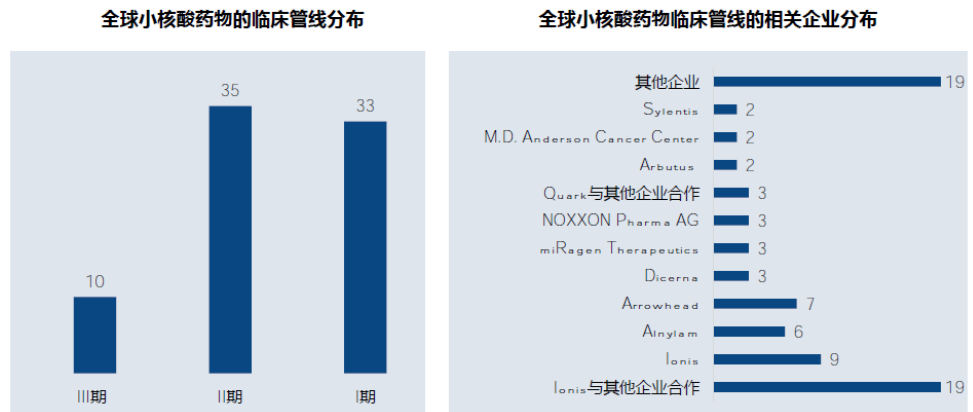 全球小核酸药物的临床管线分布
35
33
10
III期
II期
I期
全球小核酸药物临床管线的相关企业分布
其他企业 19
Sylentis 2
M.D. Anderson Cancer Center 2
Arbutus 2
Quark与其他企业合作 3
NOXXON Pharma AG 3
miRagen Therapeutics 3
Dicerna 3
Arrowhead 7
Alnylam 6
Ionis 9
Ionis与其他企业合作 19